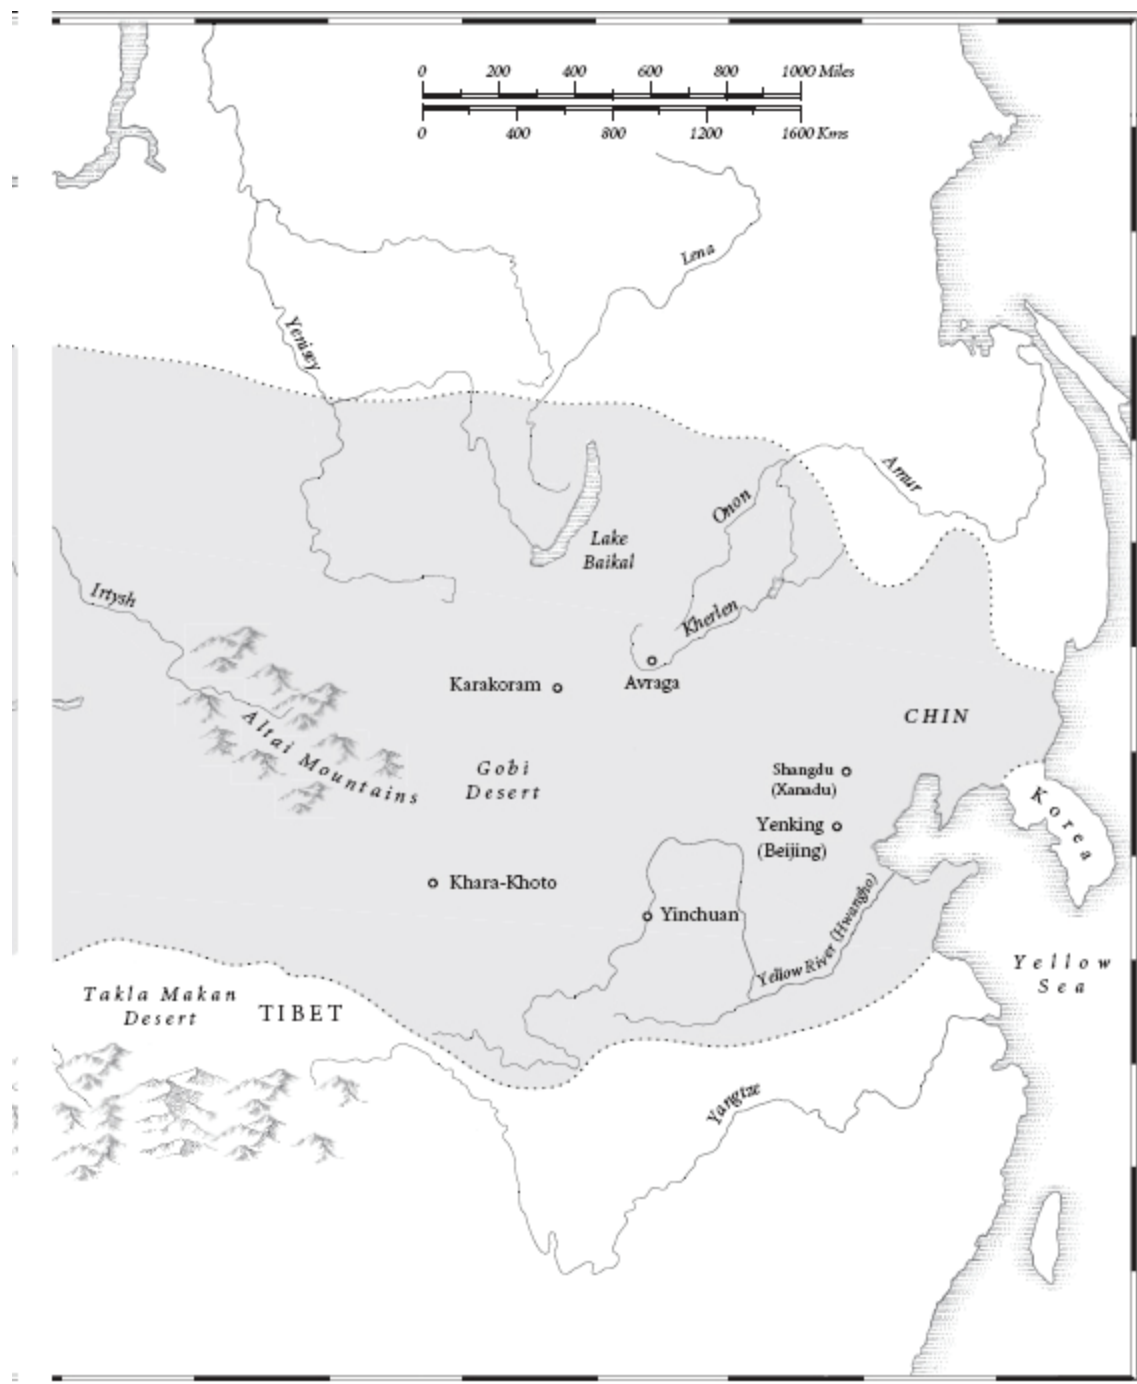 0 200 400 600 800 1000 Miles
0 400 800 1200 1600 Kms
Lena
Yenisey
Amur
Onon
Lake
Baikal
Irtysh
Kherlen
Karakoram
Avraga
CHIN
Altai Mountains
Gobi
Desert
Shangdu
(Xanadu)
Korea
Yenking
(Beijing)
Khara-Khoto
Yinchuan
Yellow River (Hwangho)
Yellow
Sea
Takla Makan
Desert
TIBET
Yangtze